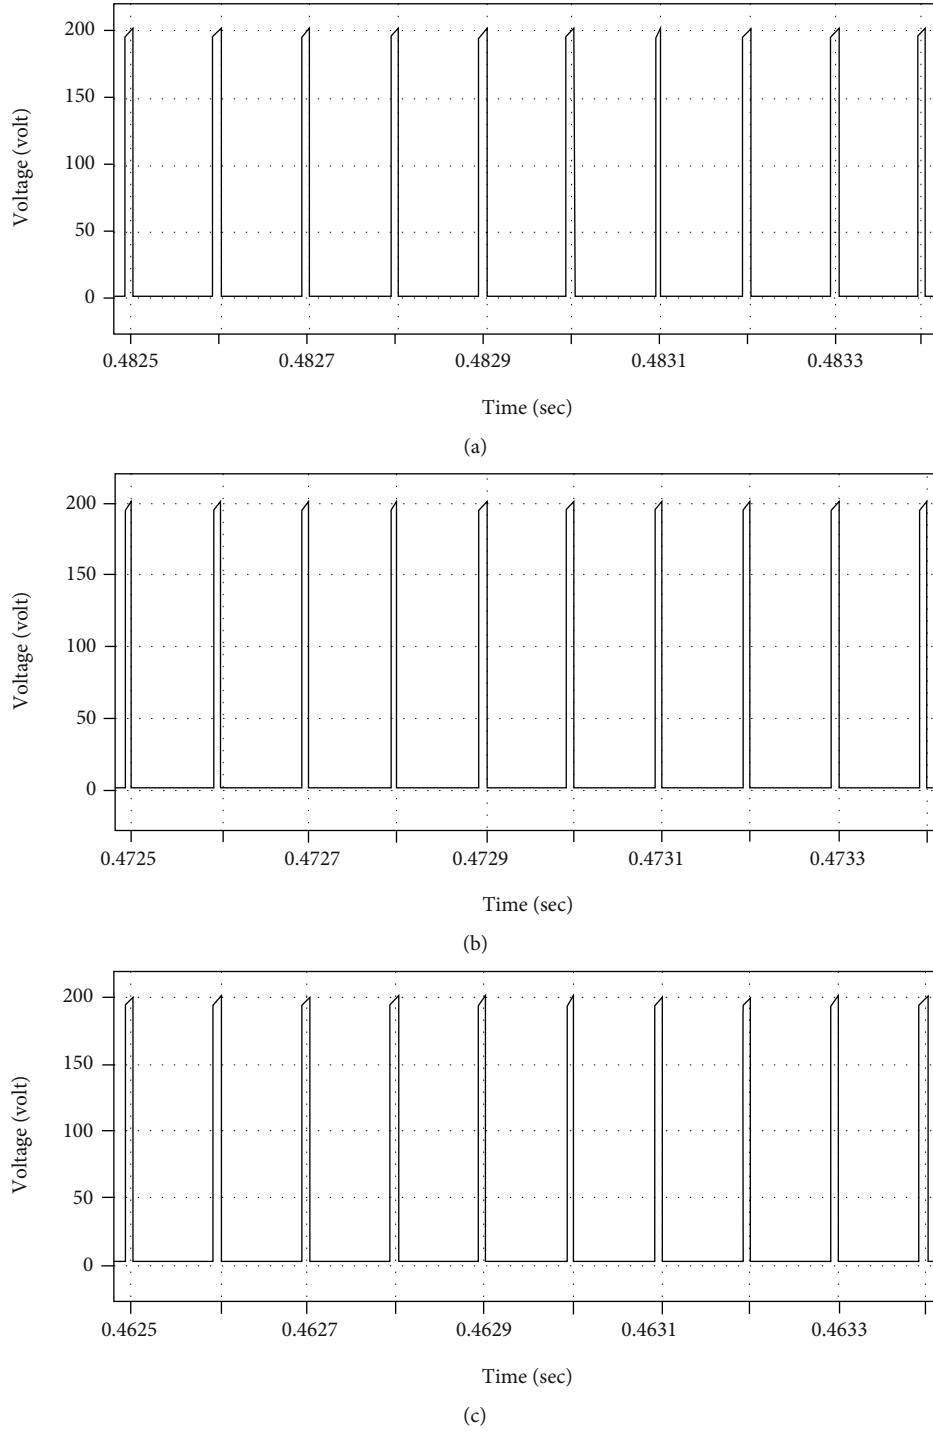 200
150
100
50
0
Voltage (volt)
0.4825 0.4827 0.4829 0.4831 0.4833
Time (sec)
(a)
200
150
100
50
0
Voltage (volt)
0.4725 0.4727 0.4729 0.4731 0.4733
Time (sec)
(b)
200
150
100
50
0
Voltage (volt)
0.4625 0.4627 0.4629 0.4631 0.4633
Time (sec)
(c)